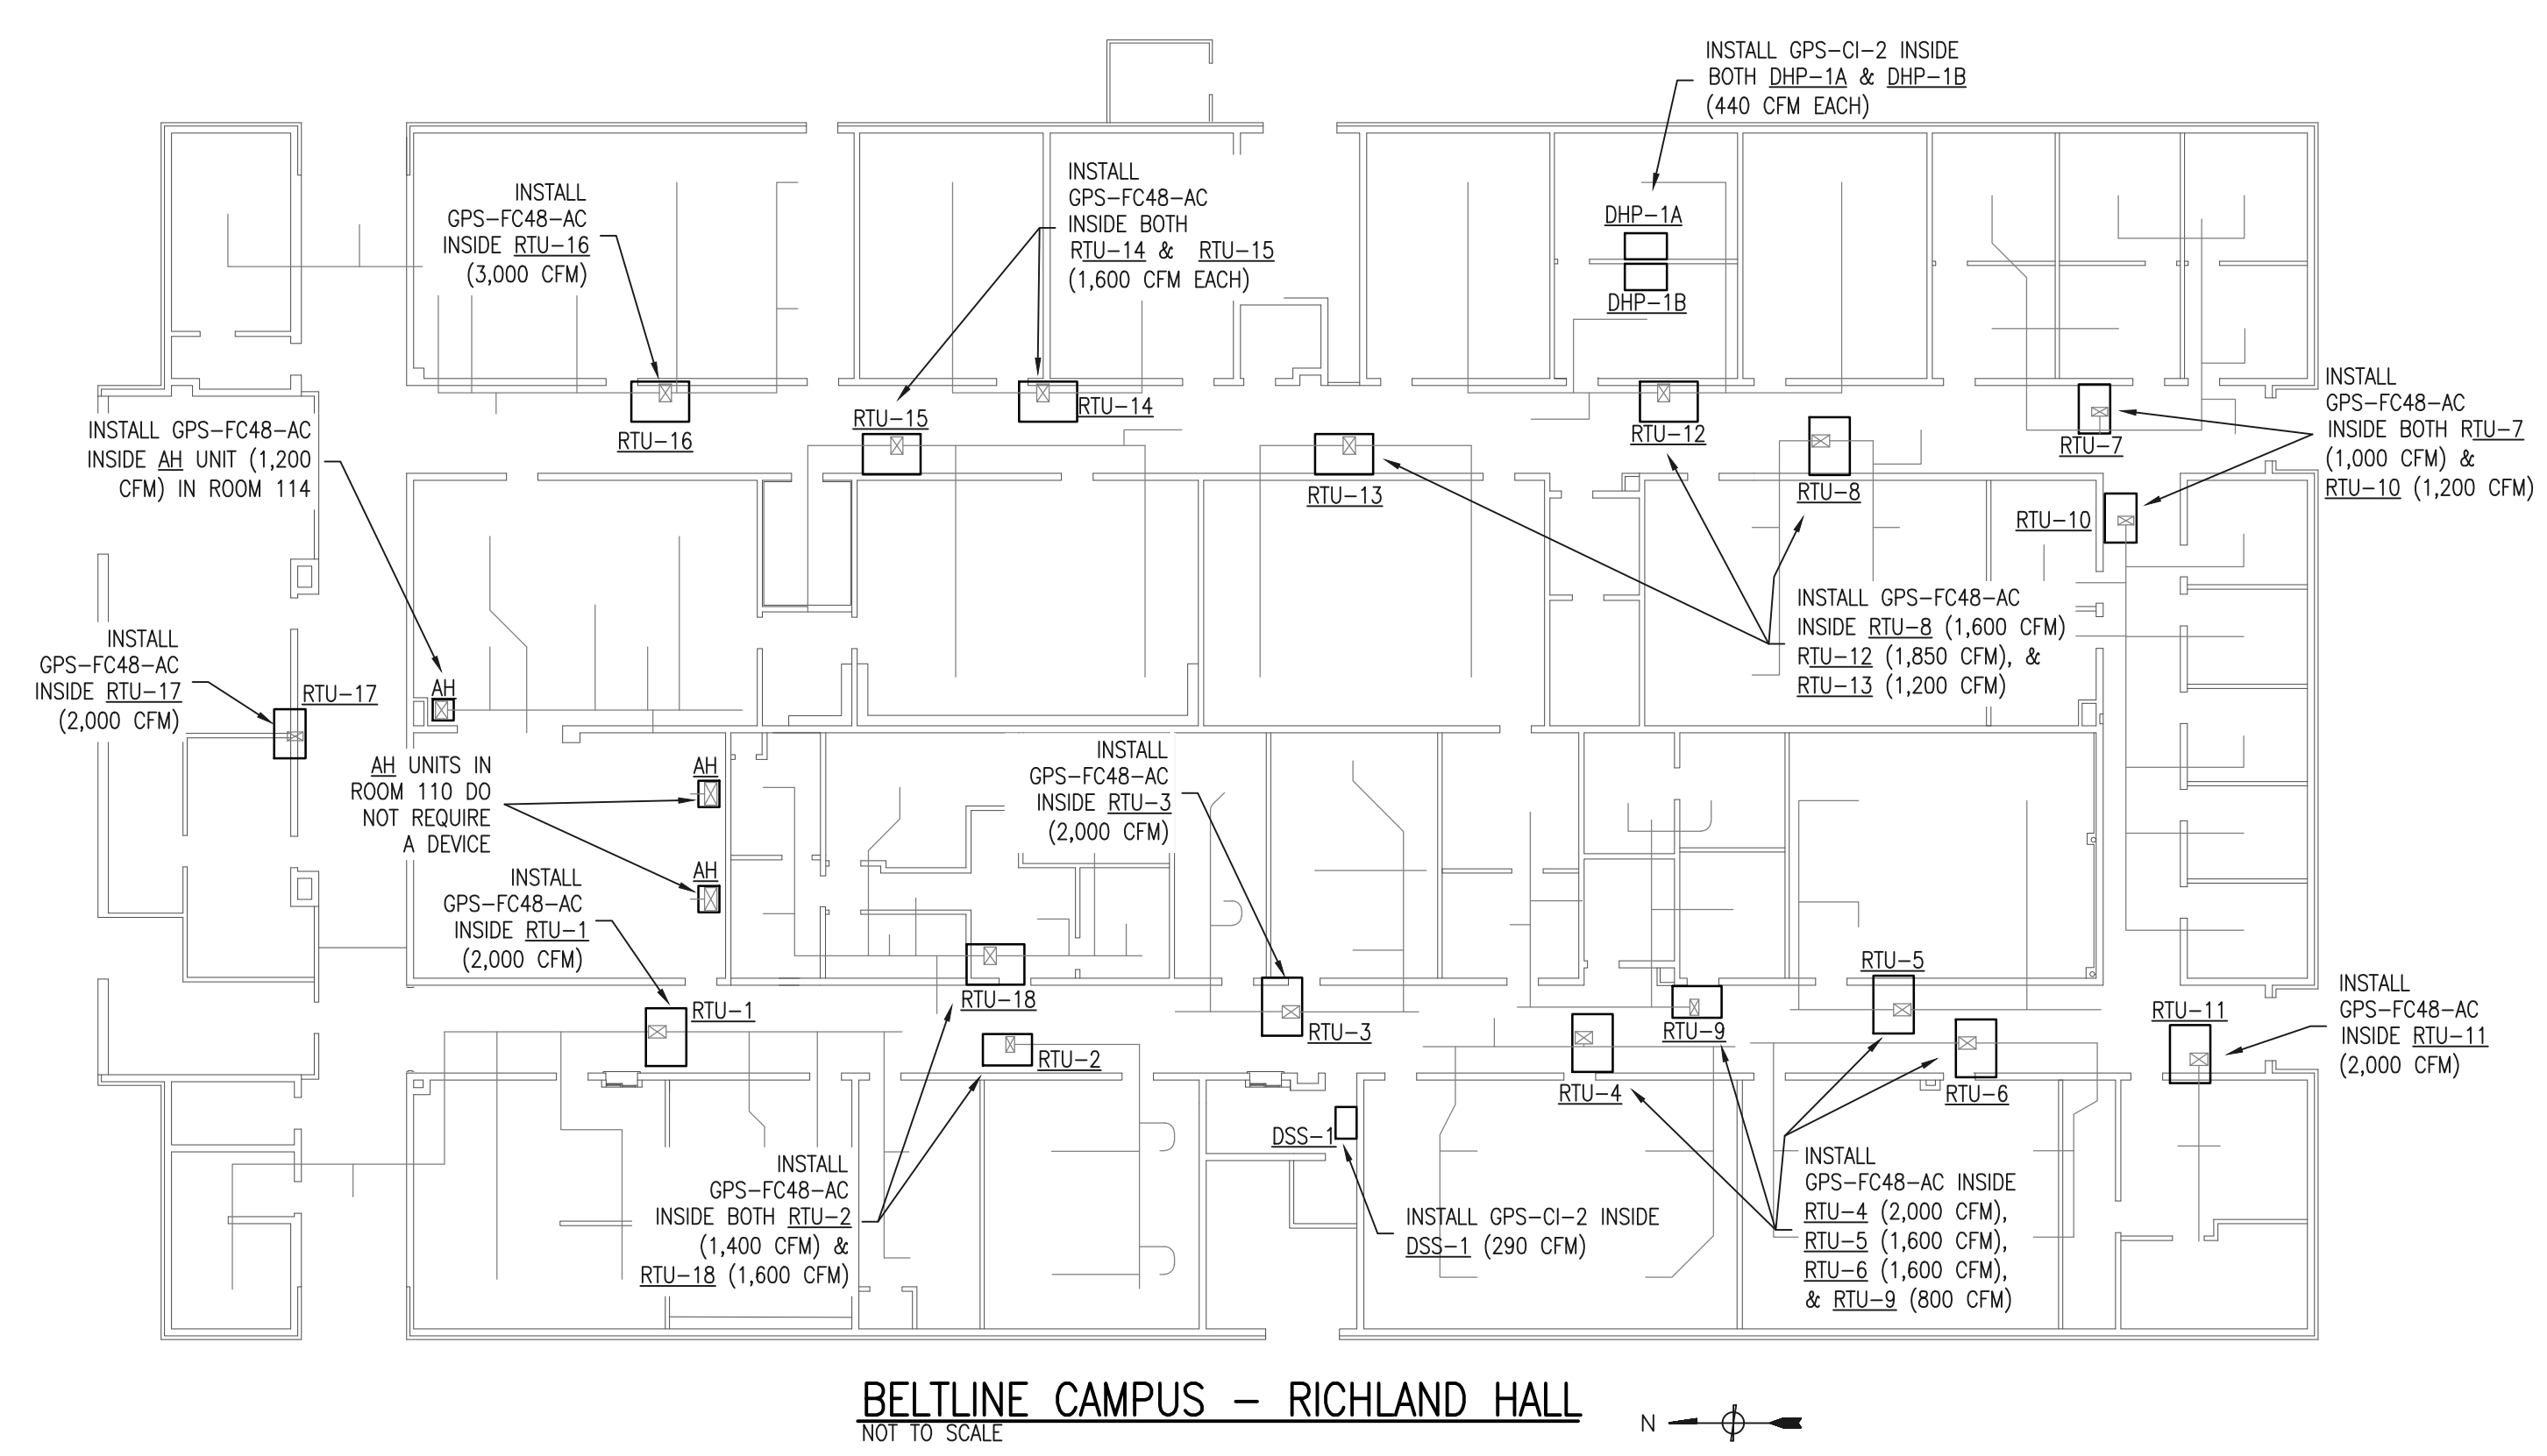 INSTALL GPS-CI-2 INSIDE
BOTH DHP-1A & DHP-1B
(440 CFM EACH)
INSTALL
GPS-FC48-AC
INSIDE RTU-16
(3,000 CFM)
INSTALL
GPS-FC48-AC
INSIDE BOTH
RTU-14 & RTU-15
(1,600 CFM EACH)
DHP-1A
DHP-1B
RTU-16
RTU-15
RTU-14
RTU-13
RTU-12
RTU-8
RTU-7
RTU-10
INSTALL
GPS-FC48-AC
INSIDE BOTH RTU-7
(1,000 CFM) &
RTU-10 (1,200 CFM)
INSTALL GPS-FC48-AC
INSIDE AH UNIT (1,200
CFM) IN ROOM 114
INSTALL GPS-FC48-AC
INSIDE RTU-8 (1,600 CFM)
RTU-12 (1,850 CFM), &
RTU-13 (1,200 CFM)
INSTALL
GPS-FC48-AC
INSIDE RTU-17
(2,000 CFM)
RTU-17
AH
AH UNITS IN
ROOM 110 DO
NOT REQUIRE
A DEVICE
AH
AH
INSTALL
GPS-FC48-AC
INSIDE RTU-3
(2,000 CFM)
INSTALL
GPS-FC48-AC
INSIDE RTU-1
(2,000 CFM)
RTU-1
RTU-18
RTU-2
RTU-3
RTU-4
RTU-9
RTU-5
RTU-6
RTU-11
INSTALL
GPS-FC48-AC
INSIDE RTU-11
(2,000 CFM)
DSS-1
INSTALL
GPS-FC48-AC
INSIDE BOTH RTU-2
(1,400 CFM) &
RTU-18 (1,600 CFM)
INSTALL GPS-CI-2 INSIDE
DSS-1 (290 CFM)
INSTALL
GPS-FC48-AC INSIDE
RTU-4 (2,000 CFM),
RTU-5 (1,600 CFM),
RTU-6 (1,600 CFM),
& RTU-9 (800 CFM)
BELTLINE CAMPUS - RICHLAND HALL
NOT TO SCALE
N